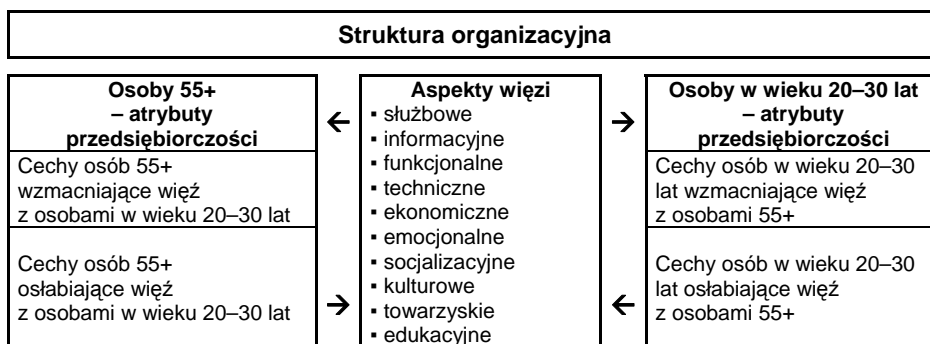 Struktura organizacyjna
Osoby 55+
– atrybuty
przedsiębiorczości
Cechy osób 55+
wzmacniające więź
z osobami w wieku 20–30 lat
Cechy osób 55+
osłabiające więź
z osobami w wieku 20–30 lat
←
→
Aspekty więzi
▪ służbowe
▪ informacyjne
▪ funkcjonalne
▪ techniczne
▪ ekonomiczne
▪ emocjonalne
▪ socjalizacyjne
▪ kulturowe
▪ towarzyskie
▪ edukacyjne
→
←
Osoby w wieku 20–30 lat
– atrybuty
przedsiębiorczości
Cechy osób w wieku 20–30
lat wzmacniające więź
z osobami 55+
Cechy osób w wieku 20–30
lat osłabiające więź
z osobami 55+